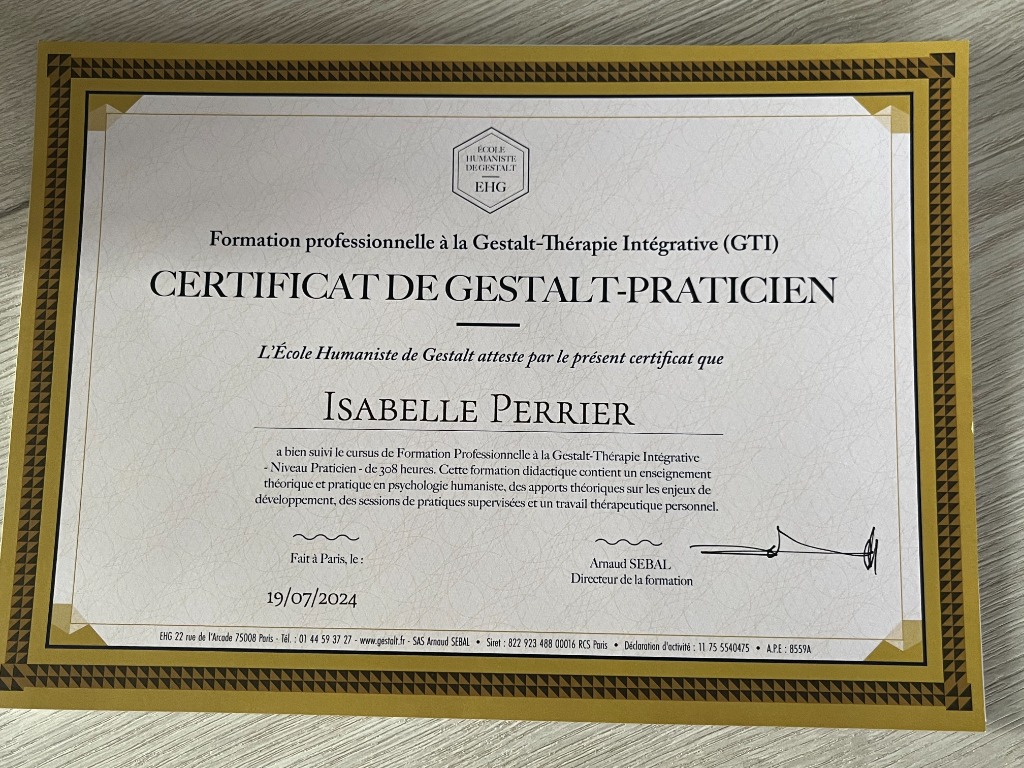 ÉCOLE
HUMANISTE
DE GESTALT
EHG
Formation professionnelle à la Gestalt-Thérapie Intégrative (GTI)
CERTIFICAT DE GESTALT-PRATICIEN
L'École Humaniste de Gestalt atteste par le présent certificat que
ISABELLE PERRIER
a bien suivi le cursus de Formation Professionnelle à la Gestalt-Thérapie Intégrative
- Niveau Praticien - de 308 heures. Cette formation didactique contient un enseignement
théorique et pratique en psychologie humaniste, des apports théoriques sur les enjeux de
développement, des sessions de pratiques supervisées et un travail thérapeutique personnel.
Fait à Paris, le :
19/07/2024
Arnaud SEBAL
Directeur de la formation
EHG 22 rue de l'Arcade 75008 Paris - Tél. : 01 44 59 37 27 - www.gestalt.fr - SAS Arnaud SEBAL • Siret : 822 923 488 00016 RCS Paris • Déclaration d'activité : 11 75 5540475 • A.P.E : 8559A